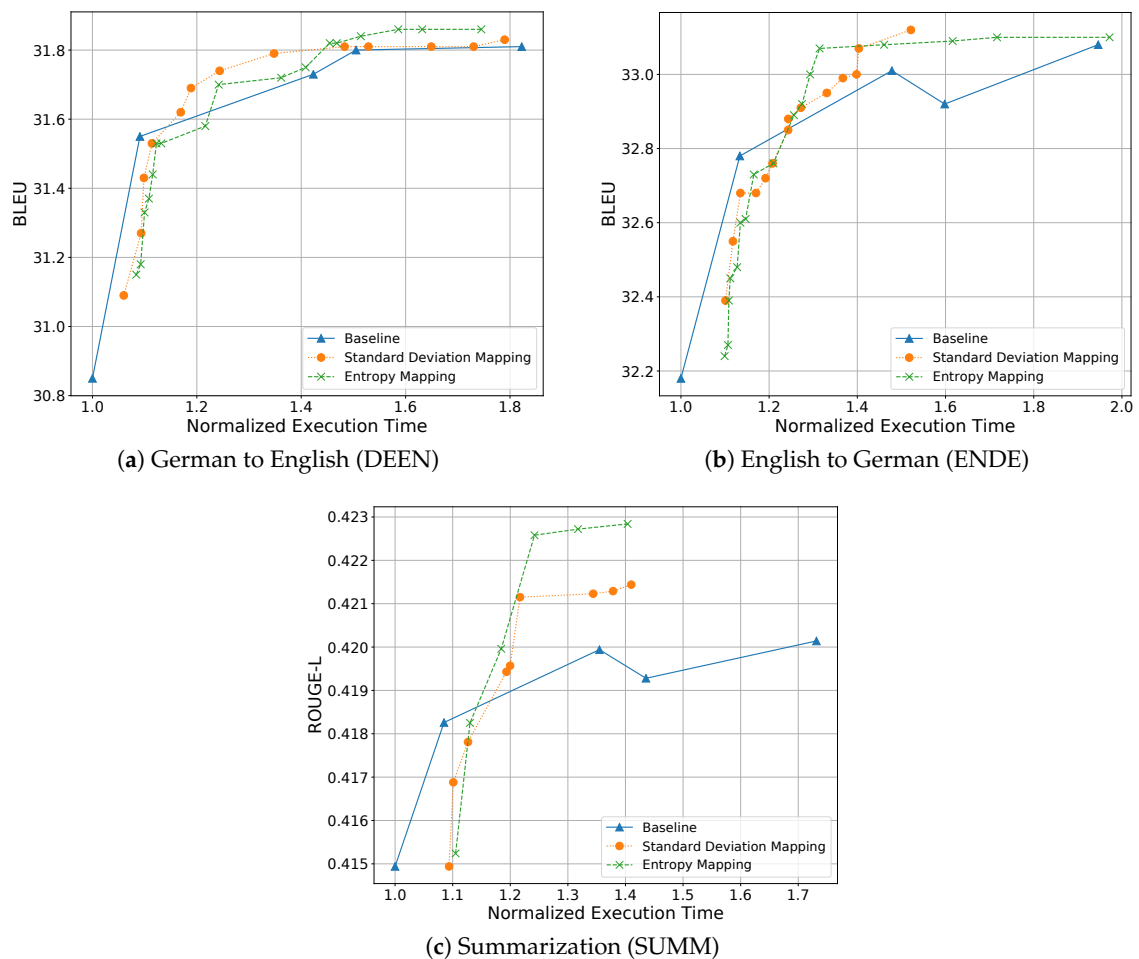 31.8
31.6
31.4
31.2
31.0
30.8
BLEU
Baseline
Standard Deviation Mapping
Entropy Mapping
1.0 1.2 1.4 1.6 1.8
Normalized Execution Time
(a) German to English (DEEN)
33.0
32.8
32.6
32.4
32.2
BLEU
Baseline
Standard Deviation Mapping
Entropy Mapping
1.0 1.2 1.4 1.6 1.8 2.0
Normalized Execution Time
(b) English to German (ENDE)
0.423
0.422
0.421
0.420
0.419
0.418
0.417
0.416
0.415
ROUGE-L
Baseline
Standard Deviation Mapping
Entropy Mapping
1.0 1.1 1.2 1.3 1.4 1.5 1.6 1.7
Normalized Execution Time
(c) Summarization (SUMM)